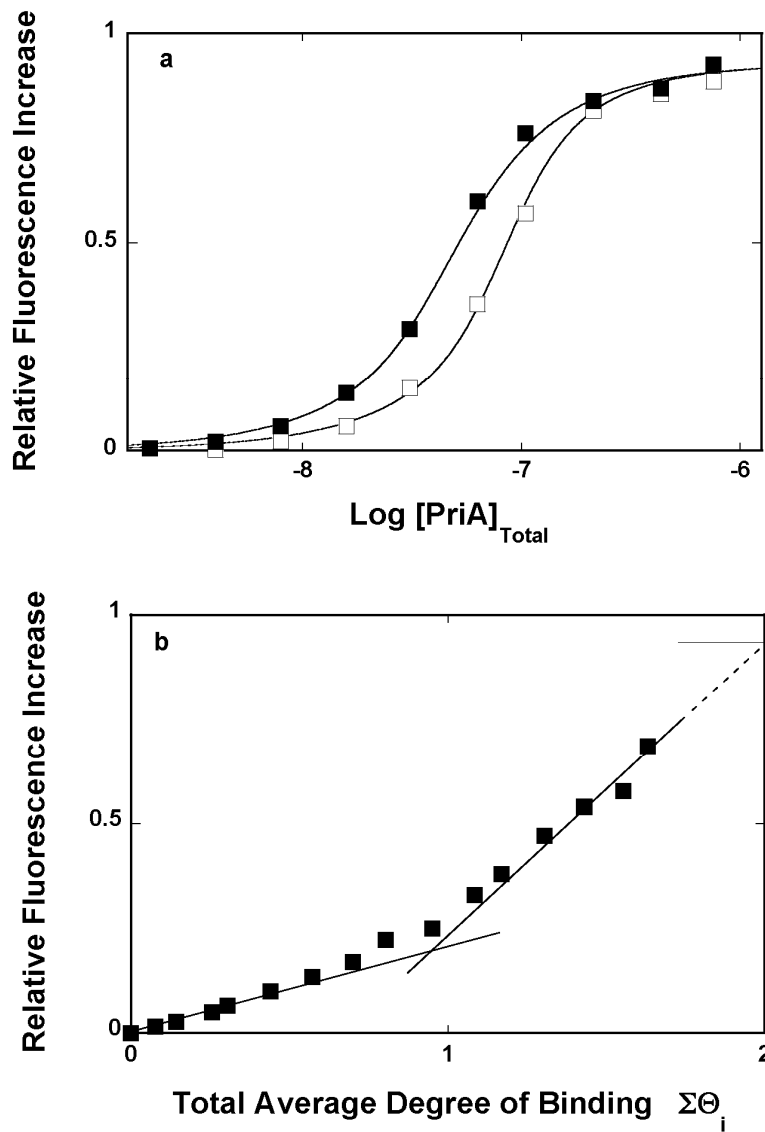 a
1
0.5
0
Relative Fluorescence Increase
-8
-7
-6
Log [PriA]Total
b
1
0.5
0
Relative Fluorescence Increase
0
1
2
Total Average Degree of Binding ΣΘi